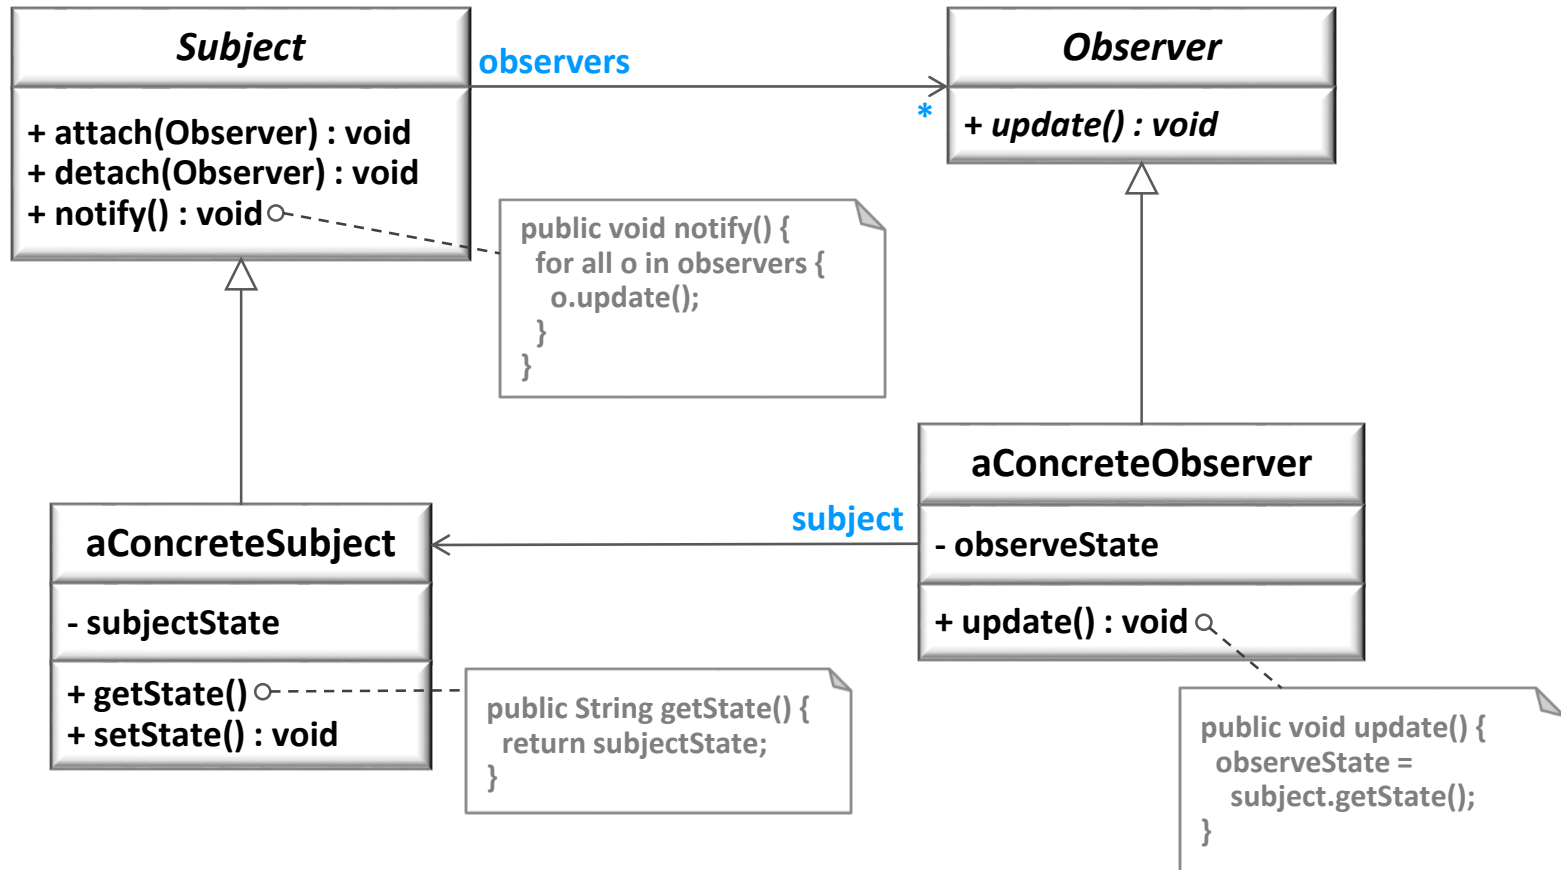 Subject
+ attach(Observer) : void
+ detach(Observer) : void
+ notify() : void
observers
*
Observer
+ update() : void
public void notify() {
for all o in observers {
o.update();
}
}
aConcreteSubject
- subjectState
+ getState()
+ setState() : void
subject
aConcreteObserver
- observeState
+ update() : void
public String getState() {
return subjectState;
}
public void update() {
observeState =
subject.getState();
}